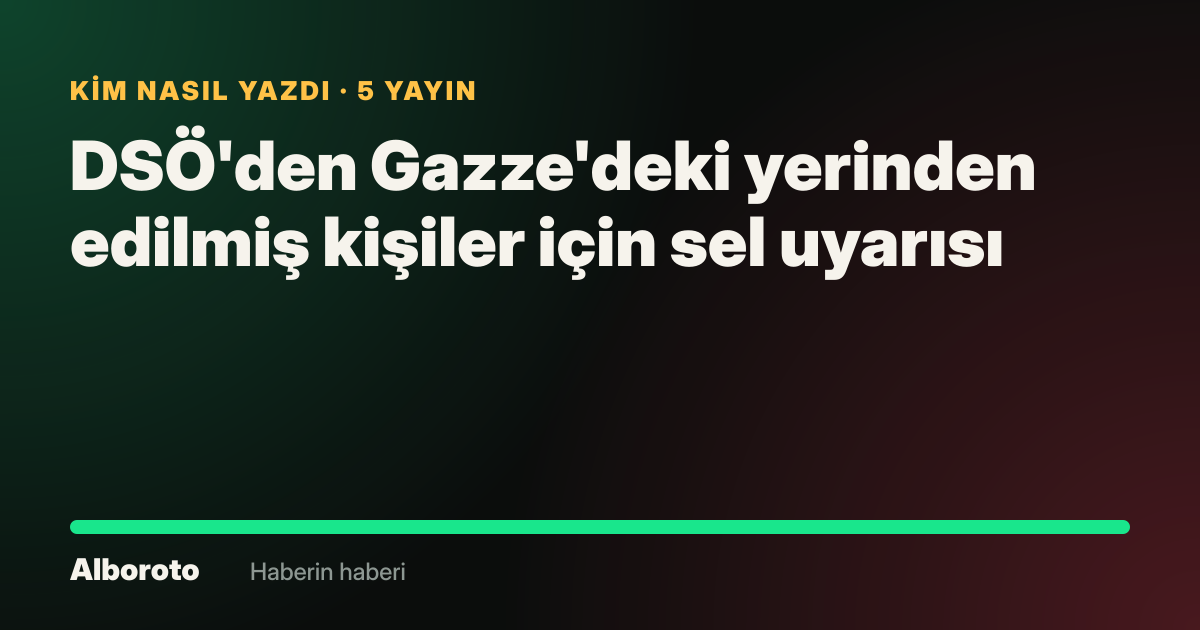 KİM NASIL YAZDI · 5 YAYIN
DSÖ'den Gazze'deki yerinden
edilmiş kişiler için sel uyarısı
Alboroto
Haberin haberi